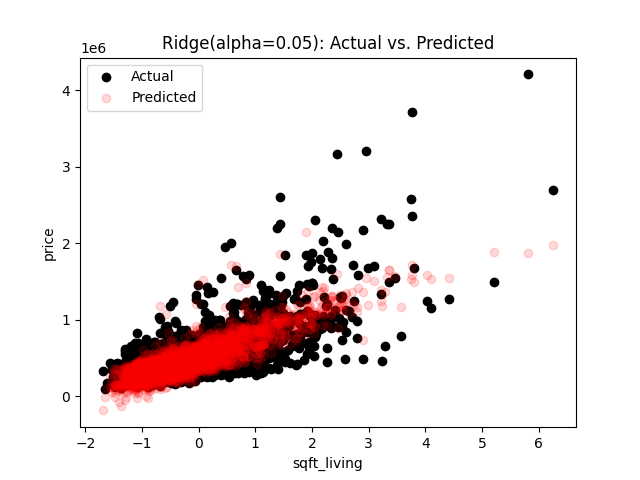 Ridge(alpha=0.05): Actual vs. Predicted
1e6
Actual
Predicted
4
3
2
1
0
price
−2 −1 0 1 2 3 4 5 6
sqft_living